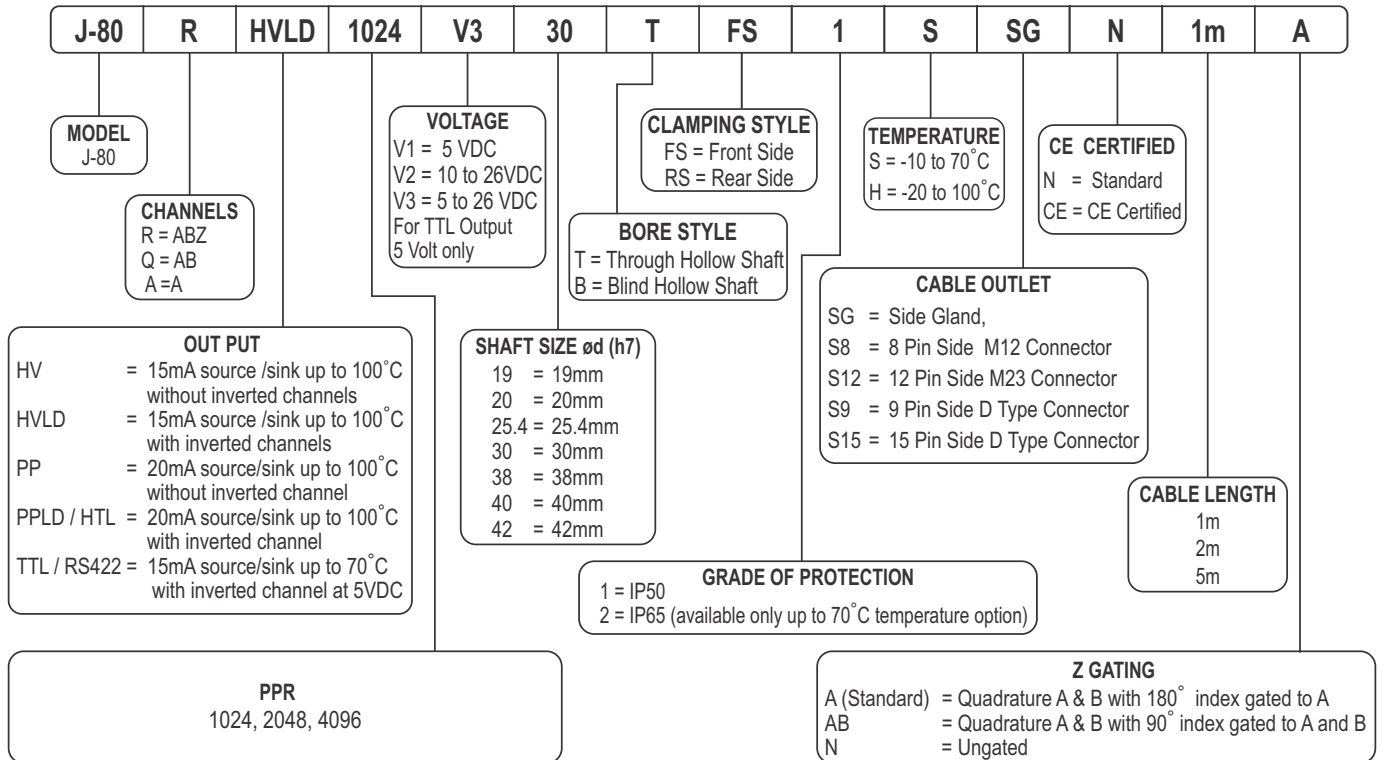 J-80 R HVLD 1024 V3 30 T FS 1 S SG N 1m A
MODEL
J-80
CHANNELS
R = ABZ
Q = AB
A =A
OUT PUT
HV = 15mA source /sink up to 100°C
without inverted channels
HVLD = 15mA source /sink up to 100°C
with inverted channels
PP = 20mA source/sink up to 100°C
without inverted channel
PPLD / HTL = 20mA source/sink up to 100°C
with inverted channel
TTL / RS422 = 15mA source/sink up to 70°C
with inverted channel at 5VDC
PPR
1024, 2048, 4096
VOLTAGE
V1 = 5 VDC
V2 = 10 to 26VDC
V3 = 5 to 26 VDC
For TTL Output
5 Volt only
SHAFT SIZE ød (h7)
19 = 19mm
20 = 20mm
25.4 = 25.4mm
30 = 30mm
38 = 38mm
40 = 40mm
42 = 42mm
BORE STYLE
T = Through Hollow Shaft
B = Blind Hollow Shaft
CLAMPING STYLE
FS = Front Side
RS = Rear Side
GRADE OF PROTECTION
1 = IP50
2 = IP65 (available only up to 70°C temperature option)
TEMPERATURE
S = -10 to 70°C
H = -20 to 100°C
CABLE OUTLET
SG = Side Gland,
S8 = 8 Pin Side M12 Connector
S12 = 12 Pin Side M23 Connector
S9 = 9 Pin Side D Type Connector
S15 = 15 Pin Side D Type Connector
CE CERTIFIED
N = Standard
CE = CE Certified
CABLE LENGTH
1m
2m
5m
Z GATING
A (Standard) = Quadrature A & B with 180° index gated to A
AB = Quadrature A & B with 90° index gated to A and B
N = Ungated